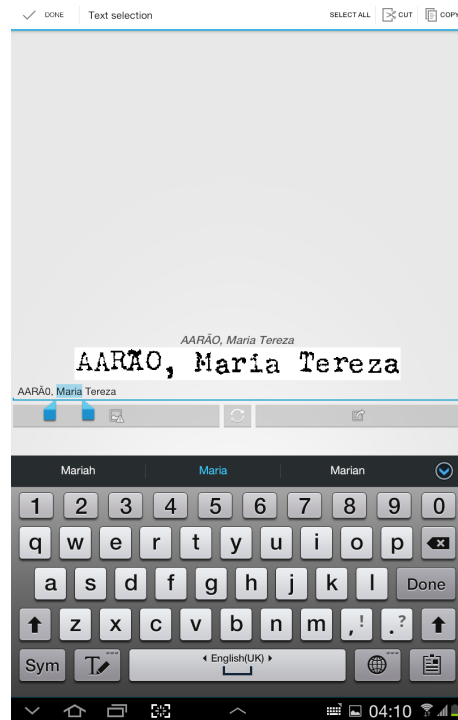 DONE Text selection SELECT ALL CUT COPY
AARÃO, Maria Tereza
AARÃO, Maria Tereza
AARÃ0, Maria Tereza
Mariah Maria Marian
1 2 3 4 5 6 7 8 9 0
q w e r t y u i o p
a s d f g h j k l Done
z x c v b n m , ! . ?
Sym T English(UK)
04:10